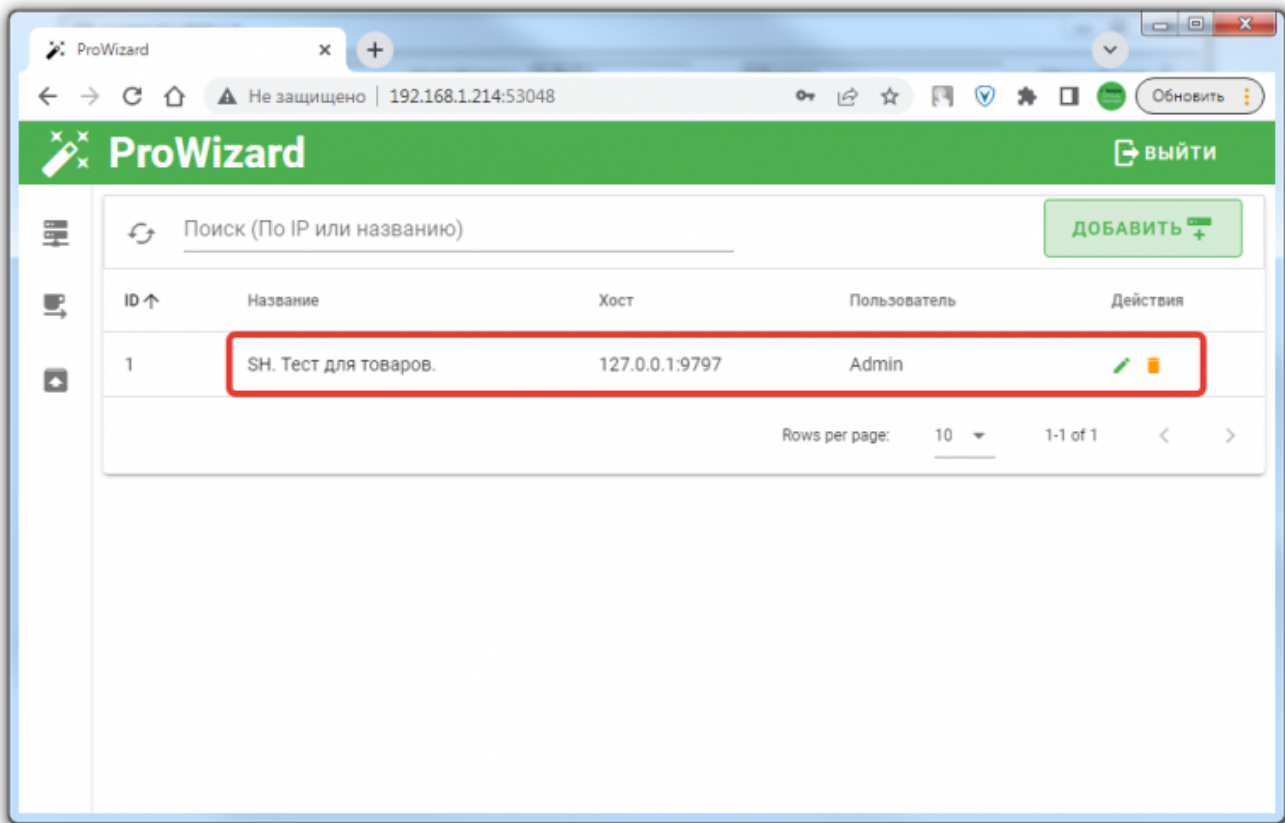 ProWizard
Не защищено 192.168.1.214:53048 Обновить
ProWizard ВЫЙТИ
Поиск (По IP или названию) ДОБАВИТЬ
ID Название Хост Пользователь Действия
1 SH. Тест для товаров. 127.0.0.1:9797 Admin
Rows per page: 10 1-1 of 1